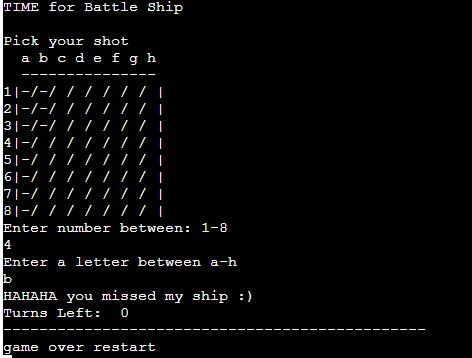 TIME for Battle Ship
Pick your shot
a b c d e f g h
---------------
1|-/-/ / / / / / |
2|-/-/ / / / / / |
3|-/-/ / / / / / |
4|-/ / / / / / / |
5|-/ / / / / / / |
6|-/ / / / / / / |
7|-/ / / / / / / |
8|-/ / / / / / / |
Enter number between: 1-8
4
Enter a letter between a-h
b
HAHAHA you missed my ship :)
Turns Left:  0
-----------------------------------------------
game over restart